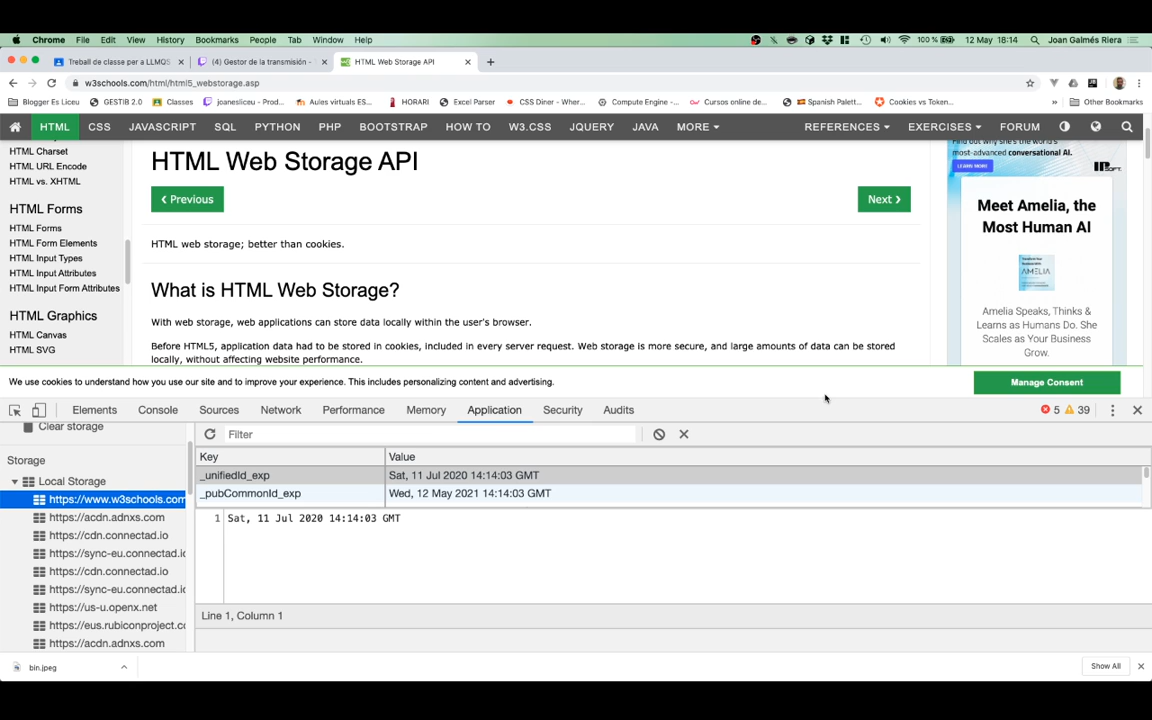 Chrome File Edit View History Bookmarks People Tab Window Help
100% 12 May 18:14 Joan Galmés Riera
Treball de classe per a LLMQS
(4) Gestor de la transmisión -
HTML Web Storage API
w3schools.com/html/html5_webstorage.asp
Blogger Es Liceu GESTIB 2.0 Classes joanesliceu - Prod... Aules virtuals ES... HORARI Excel Parser CSS Diner - Wher... Compute Engine -... Cursos online de... Spanish Palett... Cookies vs Token... » Other Bookmarks
HTML CSS JAVASCRIPT SQL PYTHON PHP BOOTSTRAP HOW TO W3.CSS JQUERY JAVA MORE REFERENCES EXERCISES FORUM
HTML Charset
HTML URL Encode
HTML vs. XHTML
HTML Forms
HTML Forms
HTML Form Elements
HTML Input Types
HTML Input Attributes
HTML Input Form Attributes
HTML Graphics
HTML Canvas
HTML SVG
HTML Web Storage API
❮ Previous
Next ❯
HTML web storage; better than cookies.
What is HTML Web Storage?
With web storage, web applications can store data locally within the user's browser.
Before HTML5, application data had to be stored in cookies, included in every server request. Web storage is more secure, and large amounts of data can be stored
locally, without affecting website performance.
most-advanced conversational AI.
LEARN MORE
IPsoft
Meet Amelia, the
Most Human AI
AMELIA
Amelia Speaks, Thinks &
Learns as Humans Do. She
Scales as Your Business
Grow.
We use cookies to understand how you use our site and to improve your experience. This includes personalizing content and advertising.
Manage Consent
Elements Console Sources Network Performance Memory Application Security Audits 5 39
Clear storage
Storage
Local Storage
https://www.w3schools.com
https://acdn.adnxs.com
https://cdn.connectad.io
https://sync-eu.connectad.io
https://cdn.connectad.io
https://sync-eu.connectad.io
https://us-u.openx.net
https://eus.rubiconproject.co
https://acdn.adnxs.com
Filter
Key Value
_unifiedId_exp Sat, 11 Jul 2020 14:14:03 GMT
_pubCommonId_exp Wed, 12 May 2021 14:14:03 GMT
1 Sat, 11 Jul 2020 14:14:03 GMT
Line 1, Column 1
bin.jpeg
Show All